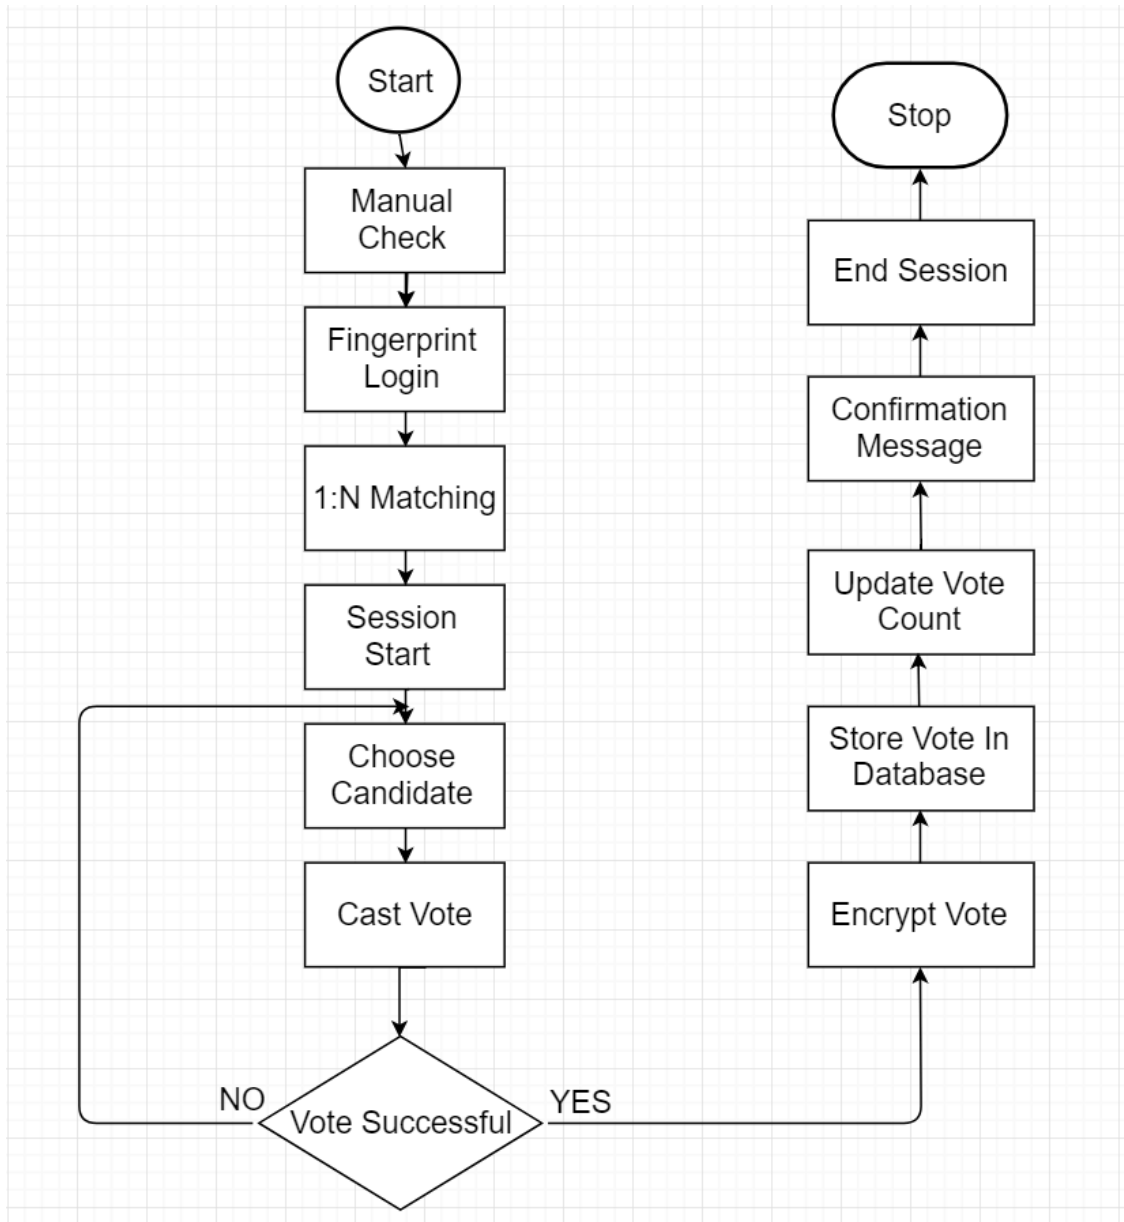 Start
Manual
Check
Fingerprint
Login
1:N Matching
Session
Start
Choose
Candidate
Cast Vote
Vote Successful
NO
YES
Encrypt Vote
Store Vote In
Database
Update Vote
Count
Confirmation
Message
End Session
Stop